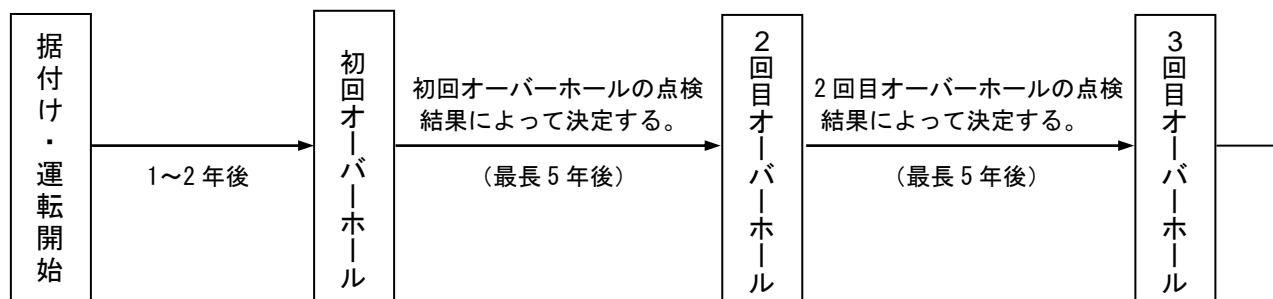 据付け・運転開始
1～2年後
初回オーバーホール
初回オーバーホールの点検
結果によって決定する。
（最長5年後）
2回目オーバーホール
2回目オーバーホールの点検
結果によって決定する。
（最長5年後）
3回目オーバーホール